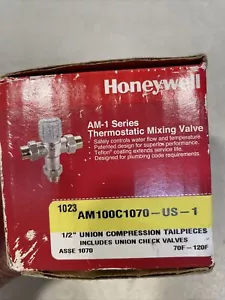 Honeywell
AM-1 Series
Thermostatic Mixing Valve
• Safely controls water flow and temperature.
• Patented design for superior performance.
• Teflon® coating extends service life.
• Designed for plumbing code requirements.
1023 AM100C1070-US-1
1/2" UNION COMPRESSION TAILPIECES
INCLUDES UNION CHECK VALVES
ASSE 1070 70F-120F